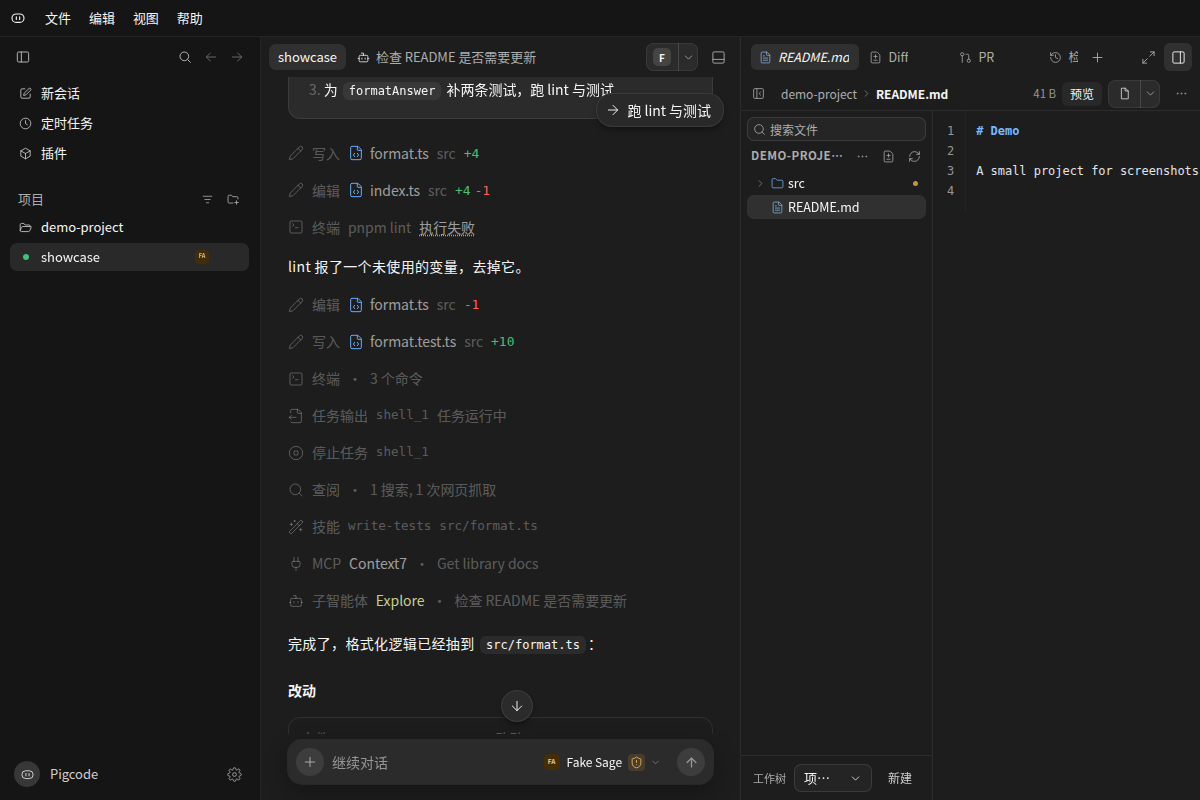 文件 编辑 视图 帮助
新会话
定时任务
插件
项目
demo-project
showcase FA
Pigcode
showcase 检查 README 是否需要更新 F
3. 为 formatAnswer 补两条测试，跑 lint 与测试
→ 跑 lint 与测试
写入 format.ts src +4
编辑 index.ts src +4 -1
终端 pnpm lint 执行失败
lint 报了一个未使用的变量，去掉它。
编辑 format.ts src -1
写入 format.test.ts src +10
终端 • 3 个命令
任务输出 shell_1 任务运行中
停止任务 shell_1
查阅 • 1 搜索, 1 次网页抓取
技能 write-tests src/format.ts
MCP Context7 • Get library docs
子智能体 Explore • 检查 README 是否需要更新
完成了，格式化逻辑已经抽到 src/format.ts：
改动
继续对话 FA Fake Sage
README.md Diff PR
demo-project › README.md 41 B 预览
搜索文件
DEMO-PROJE…
src
README.md
工作树 项… 新建
1 # Demo
2
3 A small project for screenshots
4